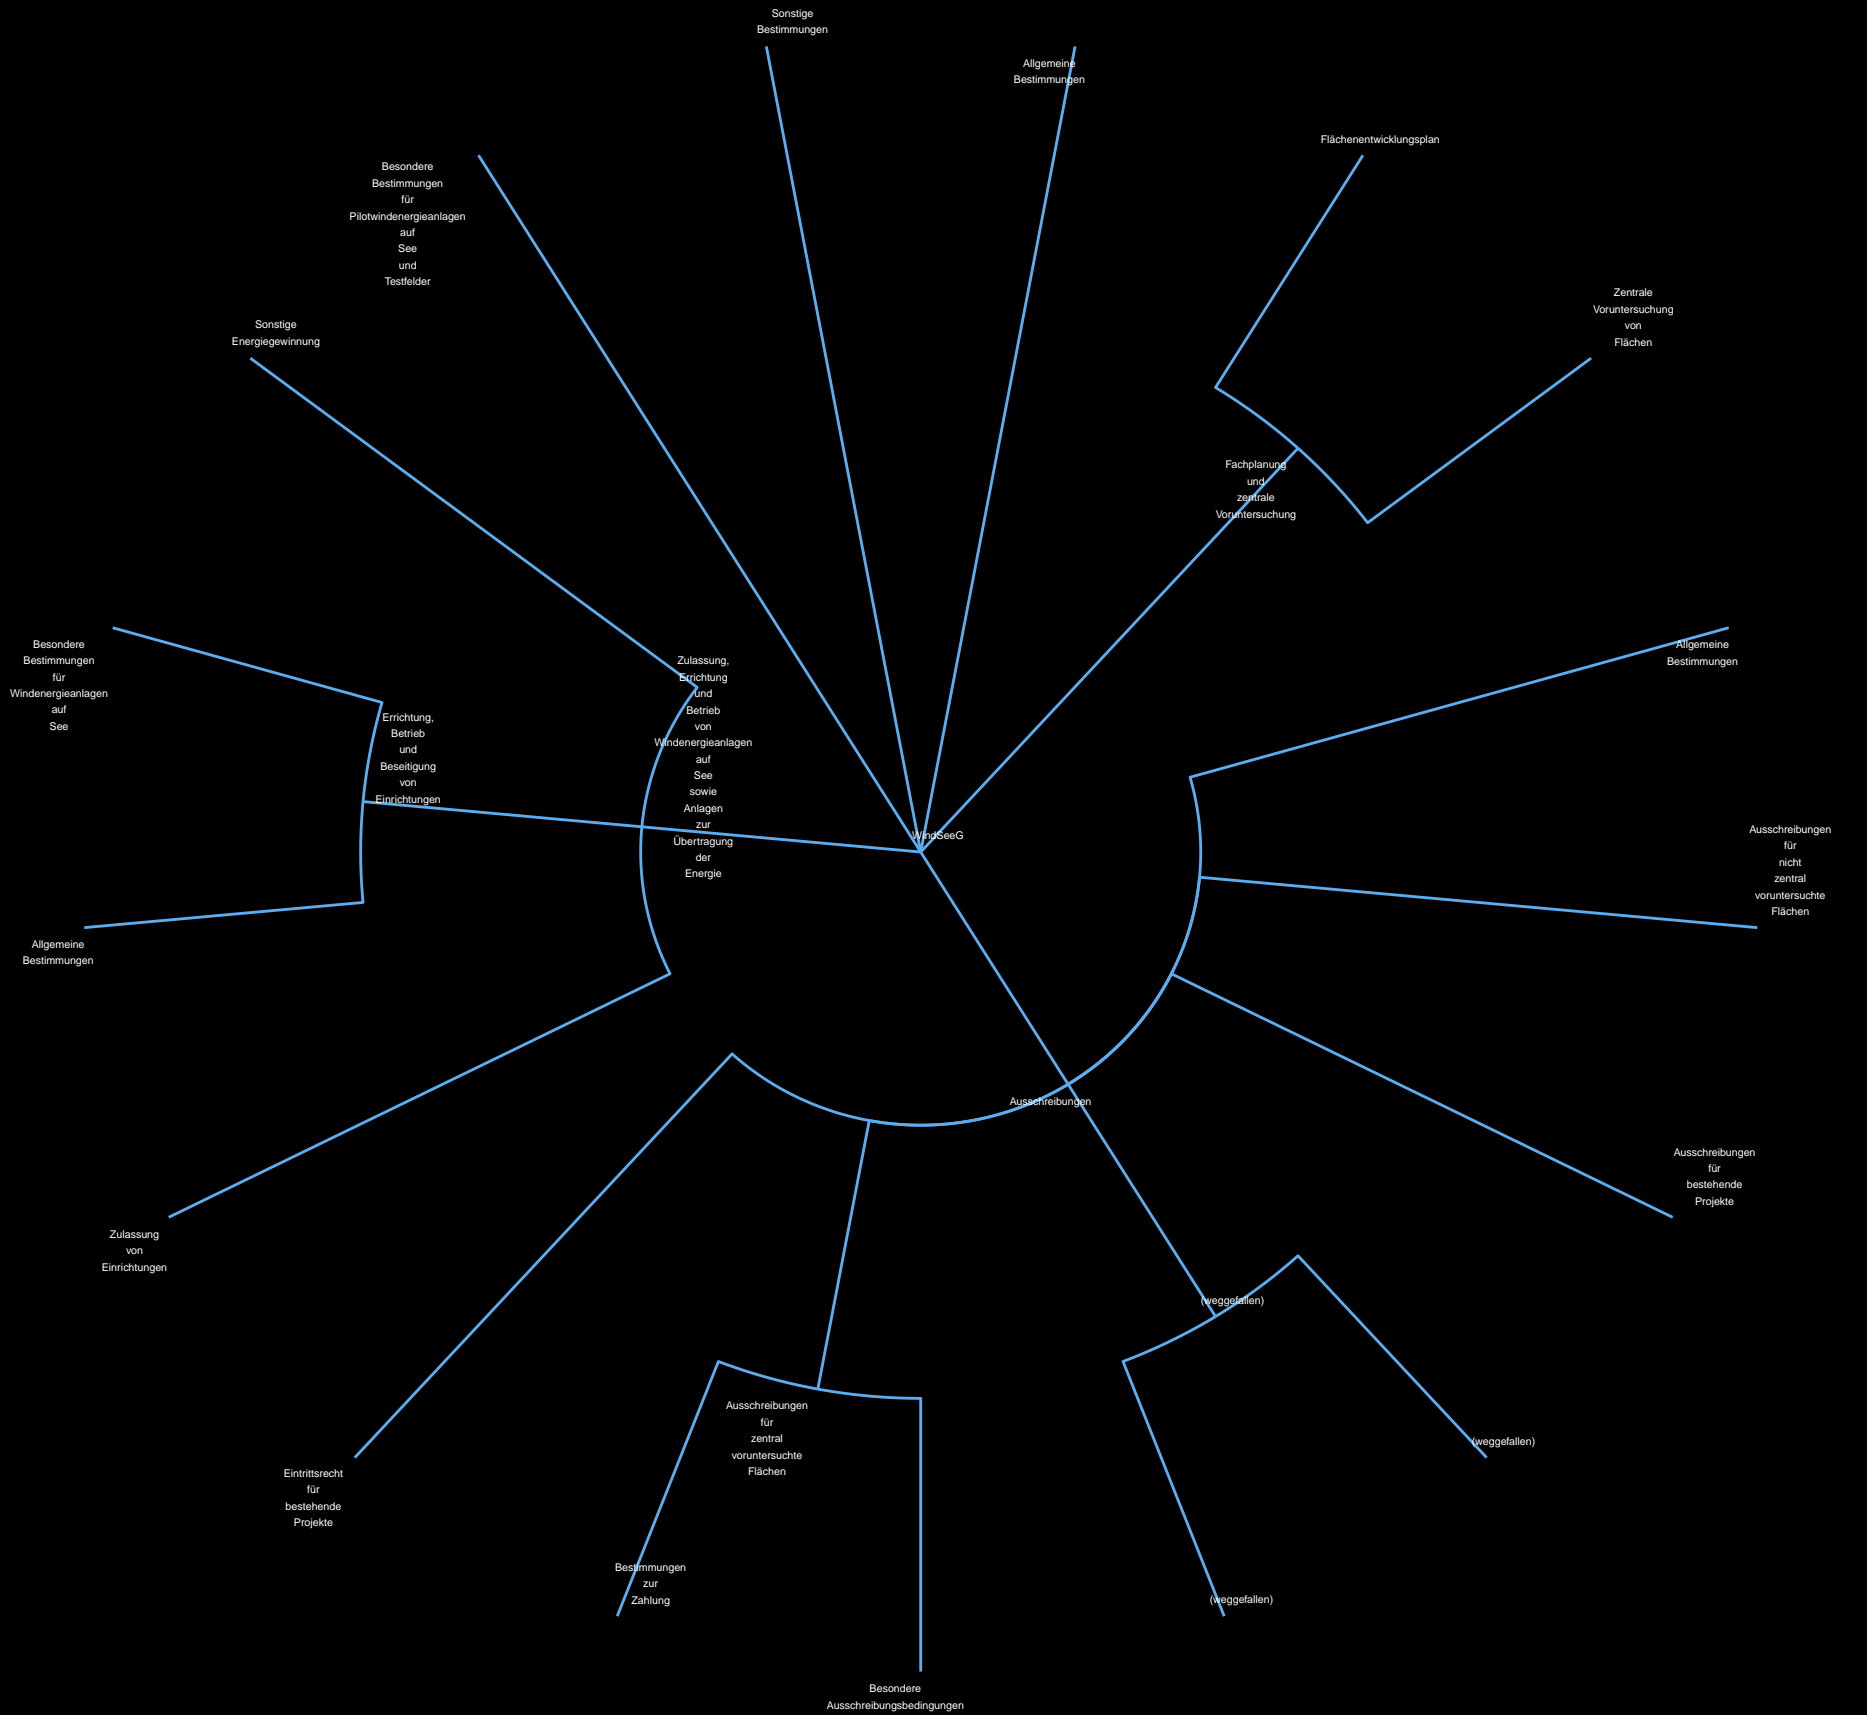 Sonstige
Bestimmungen
Allgemeine
Bestimmungen
Flächenentwicklungsplan
Besondere
Bestimmungen
für
Pilotwindenergieanlagen
auf
See
und
Testfelder
Zentrale
Voruntersuchung
von
Flächen
Sonstige
Energiegewinnung
Fachplanung
und
zentrale
Voruntersuchung
Besondere
Bestimmungen
für
Windenergieanlagen
auf
See
Allgemeine
Bestimmungen
Zulassung,
Errichtung
und
Betrieb
von
Windenergieanlagen
auf
See
sowie
Anlagen
zur
Übertragung
der
Energie
Errichtung,
Betrieb
und
Beseitigung
von
Einrichtungen
WindSeeG
Ausschreibungen
für
nicht
zentral
voruntersuchte
Flächen
Allgemeine
Bestimmungen
Ausschreibungen
Ausschreibungen
für
bestehende
Projekte
Zulassung
von
Einrichtungen
(weggefallen)
Ausschreibungen
für
zentral
voruntersuchte
Flächen
(weggefallen)
Eintrittsrecht
für
bestehende
Projekte
Bestimmungen
zur
Zahlung
(weggefallen)
Besondere
Ausschreibungsbedingungen